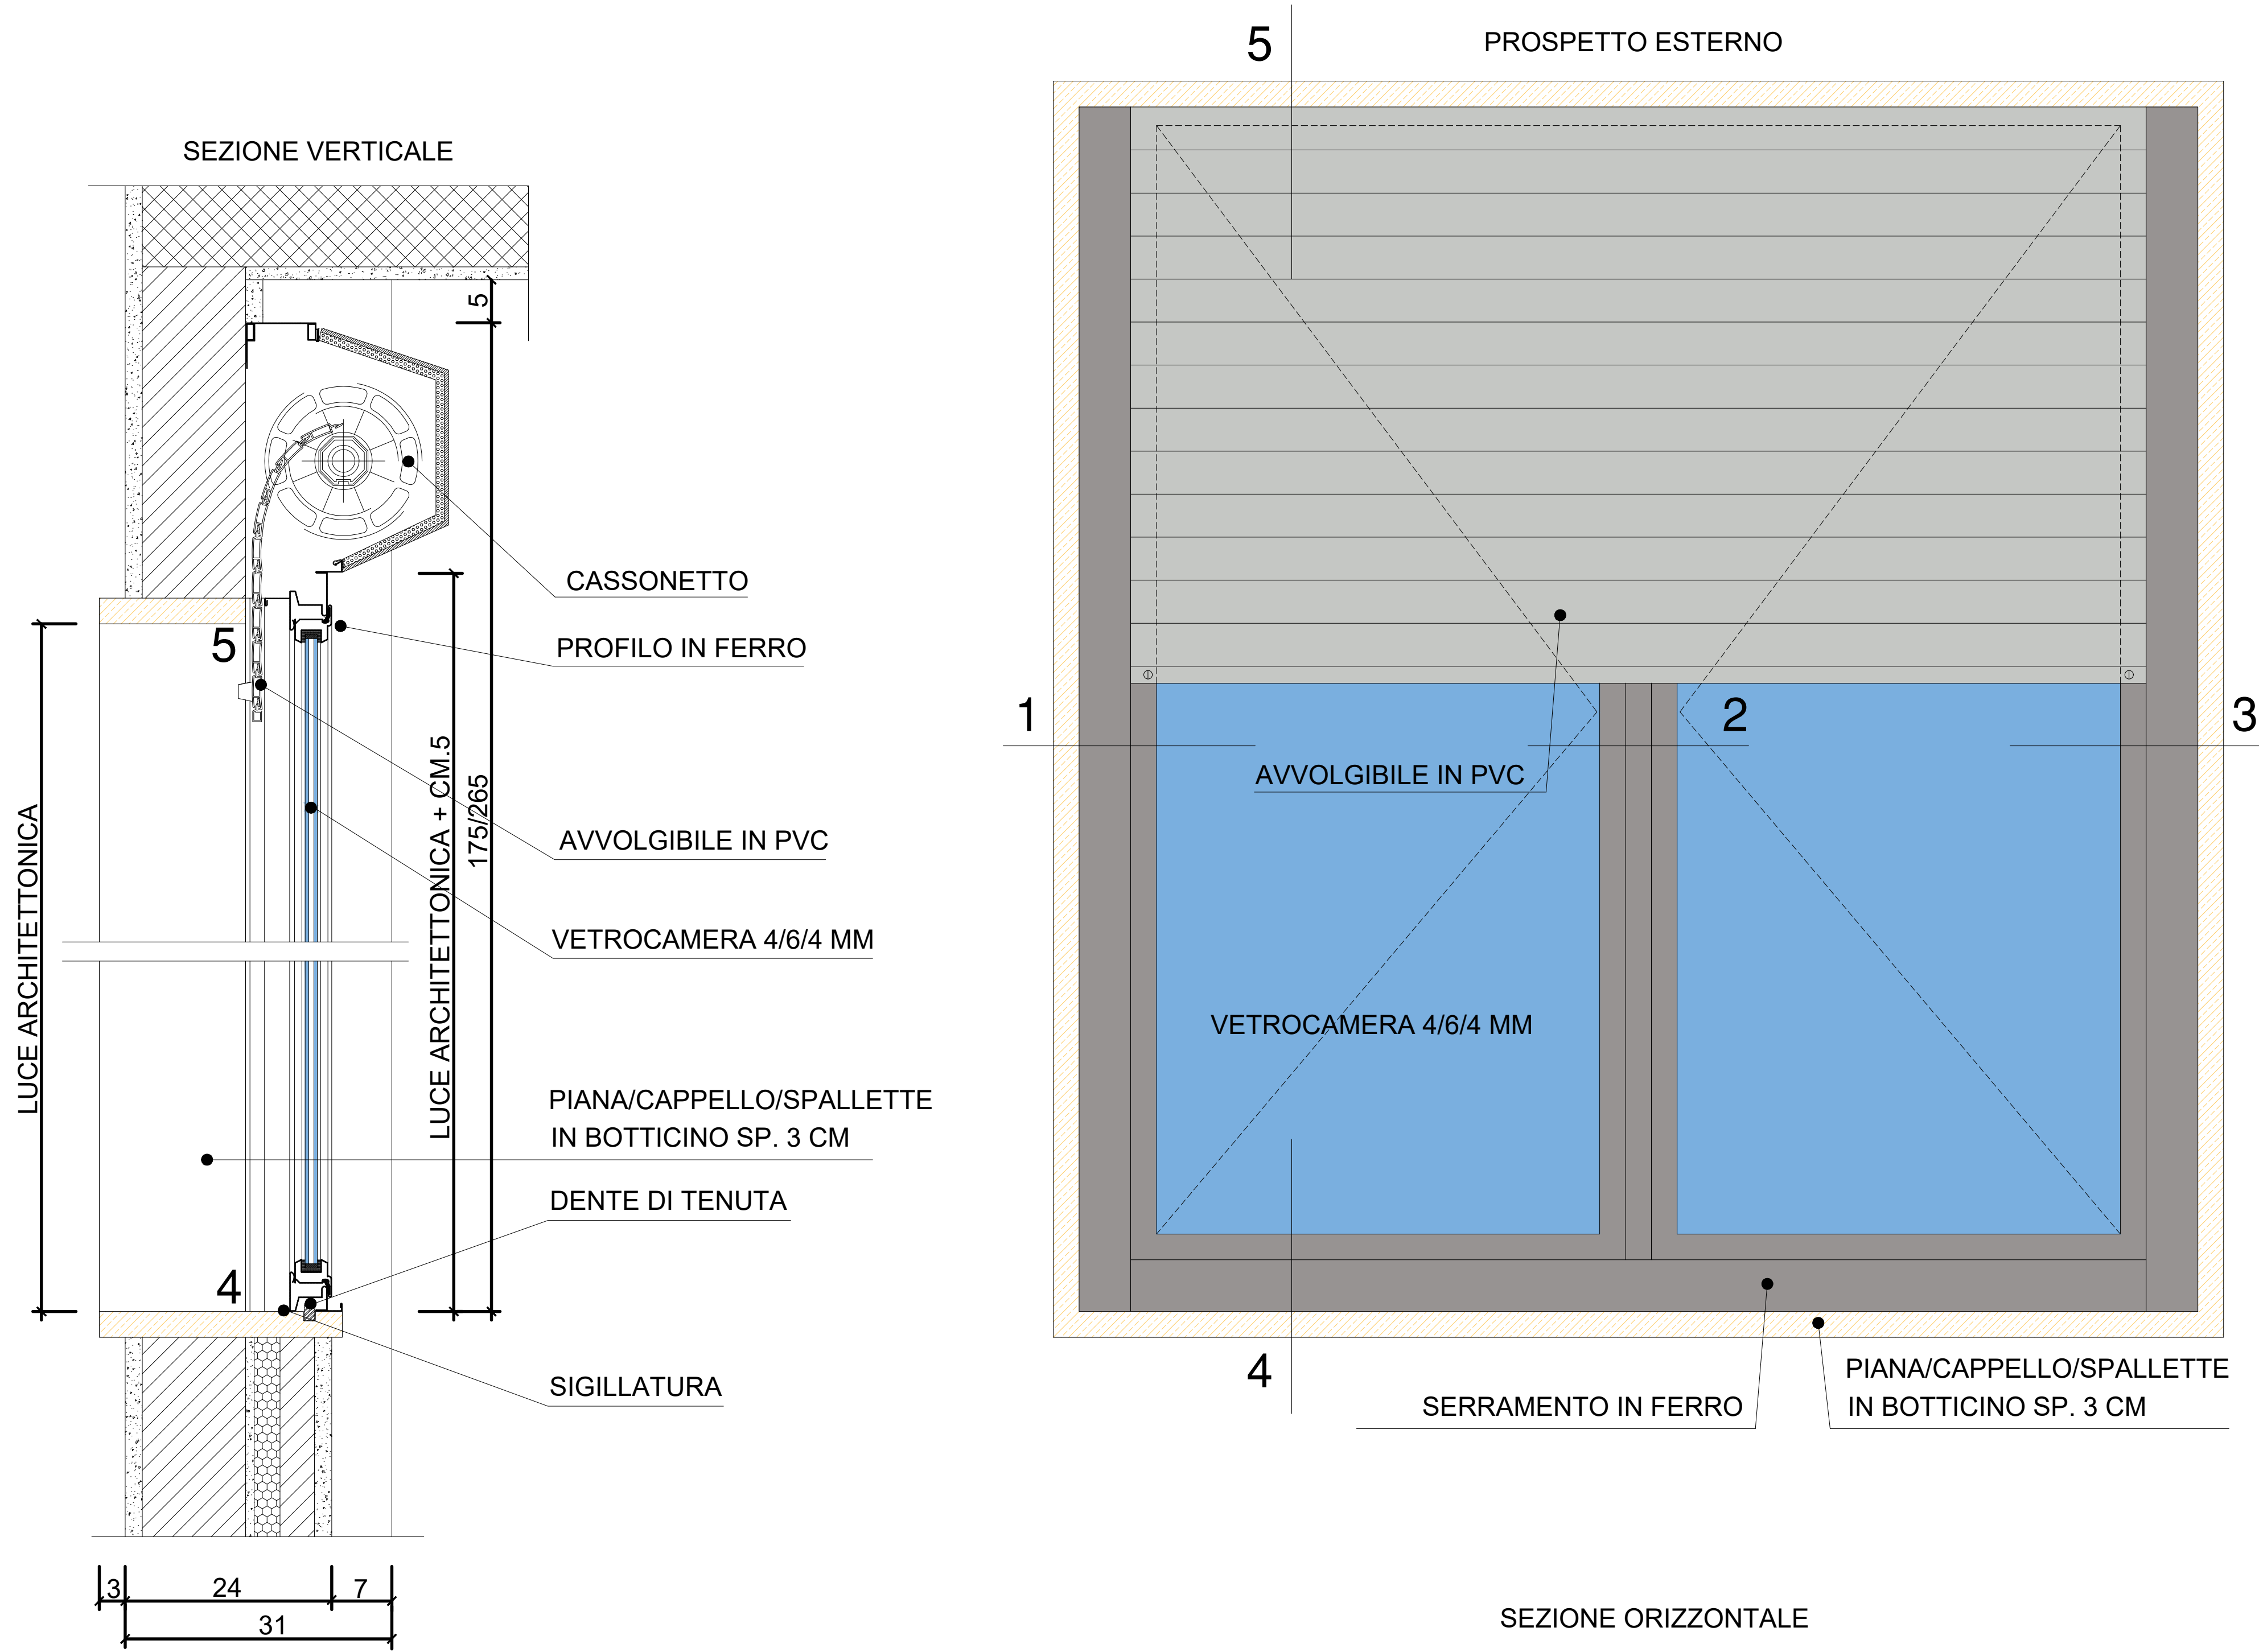 SEZIONE VERTICALE
5
CASSONETTO
PROFILO IN FERRO
5
LUCE ARCHITETTONICA
LUCE ARCHITETTONICA + CM.5
175/265
AVVOLGIBILE IN PVC
VETROCAMERA 4/6/4 MM
PIANA/CAPPELLO/SPALLETTE
IN BOTTICINO SP. 3 CM
DENTE DI TENUTA
4
SIGILLATURA
3
24
7
31
5
PROSPETTO ESTERNO
1
2
3
AVVOLGIBILE IN PVC
VETROCAMERA 4/6/4 MM
4
SERRAMENTO IN FERRO
PIANA/CAPPELLO/SPALLETTE
IN BOTTICINO SP. 3 CM
SEZIONE ORIZZONTALE